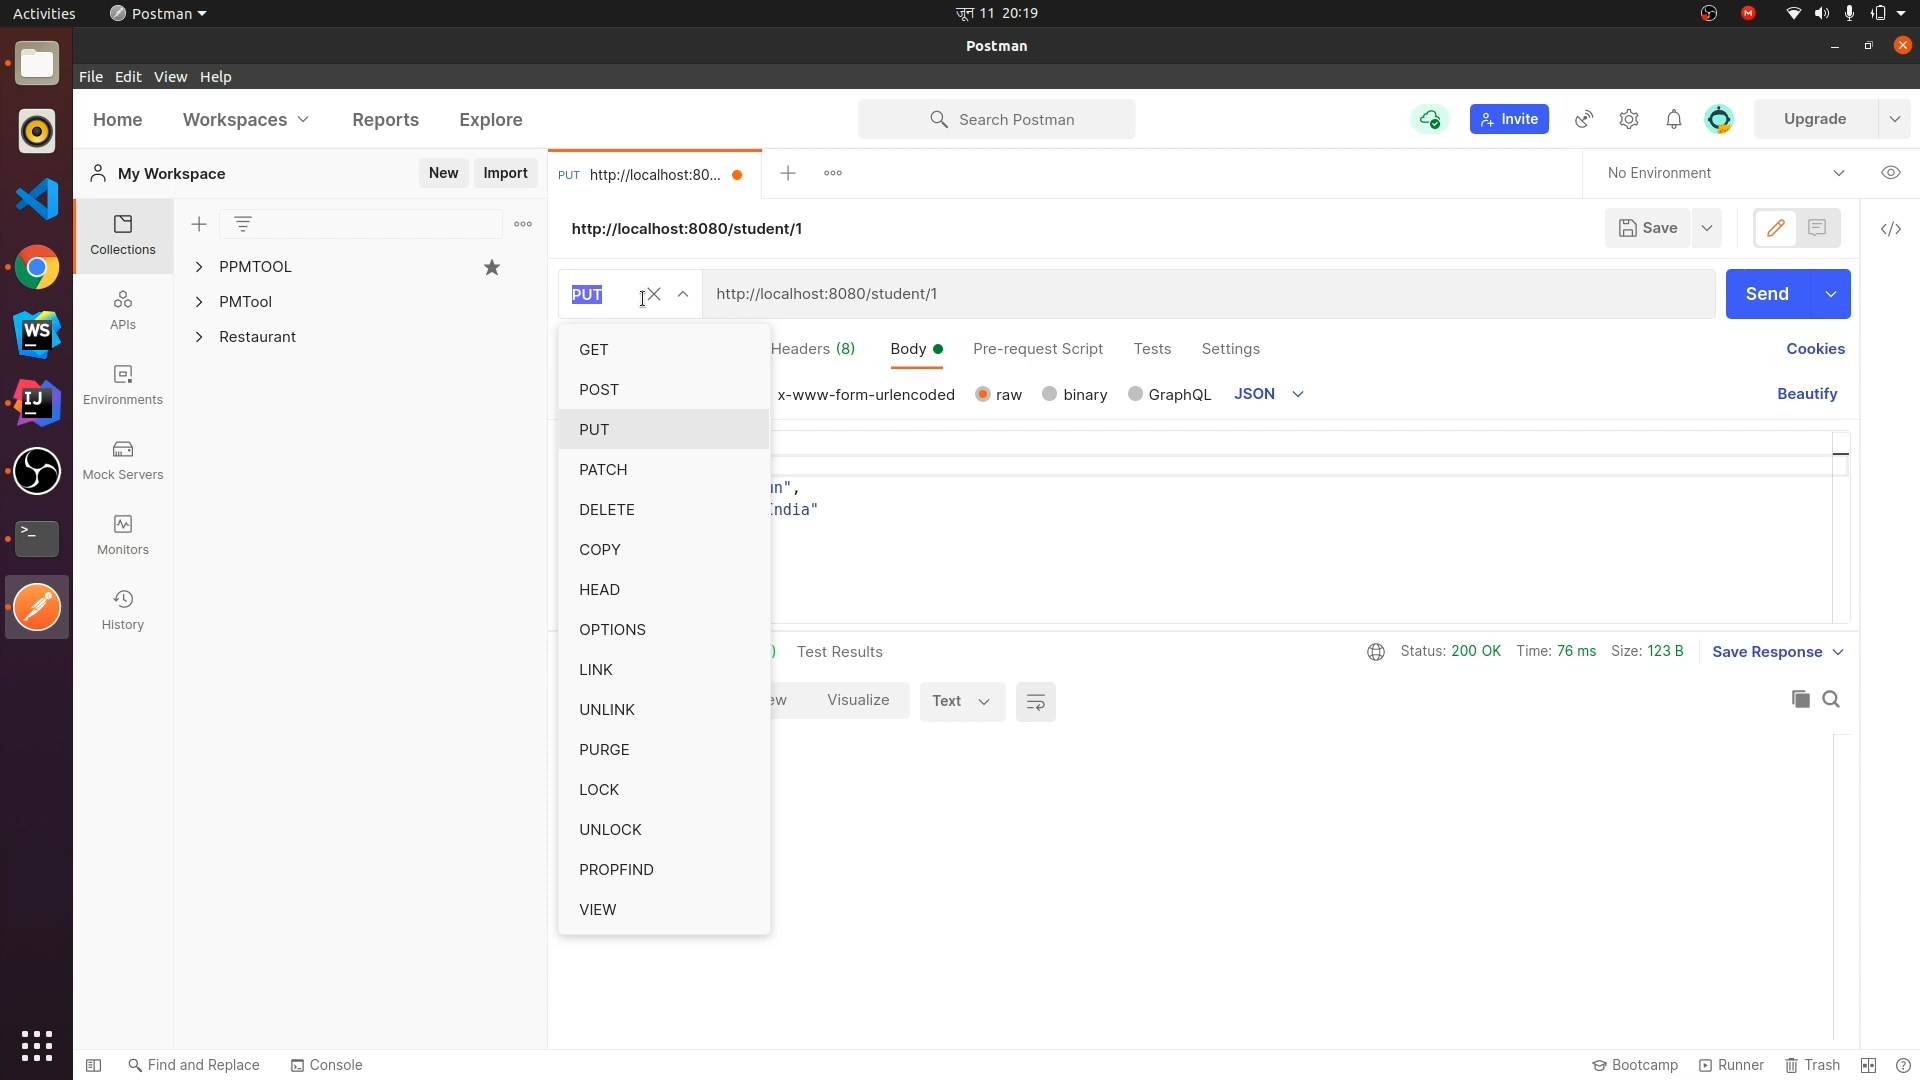 Activities Postman जून 11 20:19
Postman
File Edit View Help
Home Workspaces Reports Explore Search Postman Invite Upgrade
My Workspace New Import PUT http://localhost:80... No Environment
Collections
http://localhost:8080/student/1 Save
PPMTOOL
PMTool
Restaurant
APIs
Environments
Mock Servers
Monitors
History
PUT http://localhost:8080/student/1 Send
Headers (8) Body Pre-request Script Tests Settings Cookies
x-www-form-urlencoded raw binary GraphQL JSON Beautify
GET
POST
PUT
PATCH
DELETE
COPY
HEAD
OPTIONS
LINK
UNLINK
PURGE
LOCK
UNLOCK
PROPFIND
VIEW
un",
India"
) Test Results Status: 200 OK Time: 76 ms Size: 123 B Save Response
ew Visualize Text
Find and Replace Console Bootcamp Runner Trash